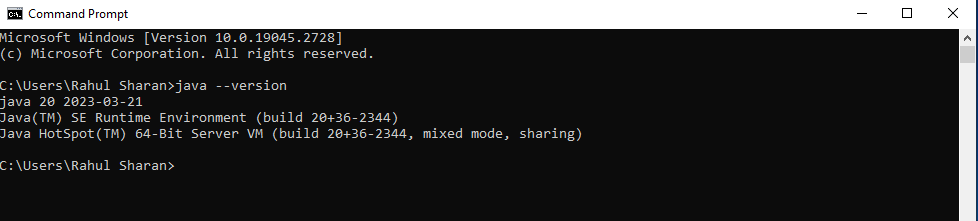 Command Prompt
Microsoft Windows [Version 10.0.19045.2728]
(c) Microsoft Corporation. All rights reserved.
C:\Users\Rahul Sharan>java --version
java 20 2023-03-21
Java(TM) SE Runtime Environment (build 20+36-2344)
Java HotSpot(TM) 64-Bit Server VM (build 20+36-2344, mixed mode, sharing)
C:\Users\Rahul Sharan>